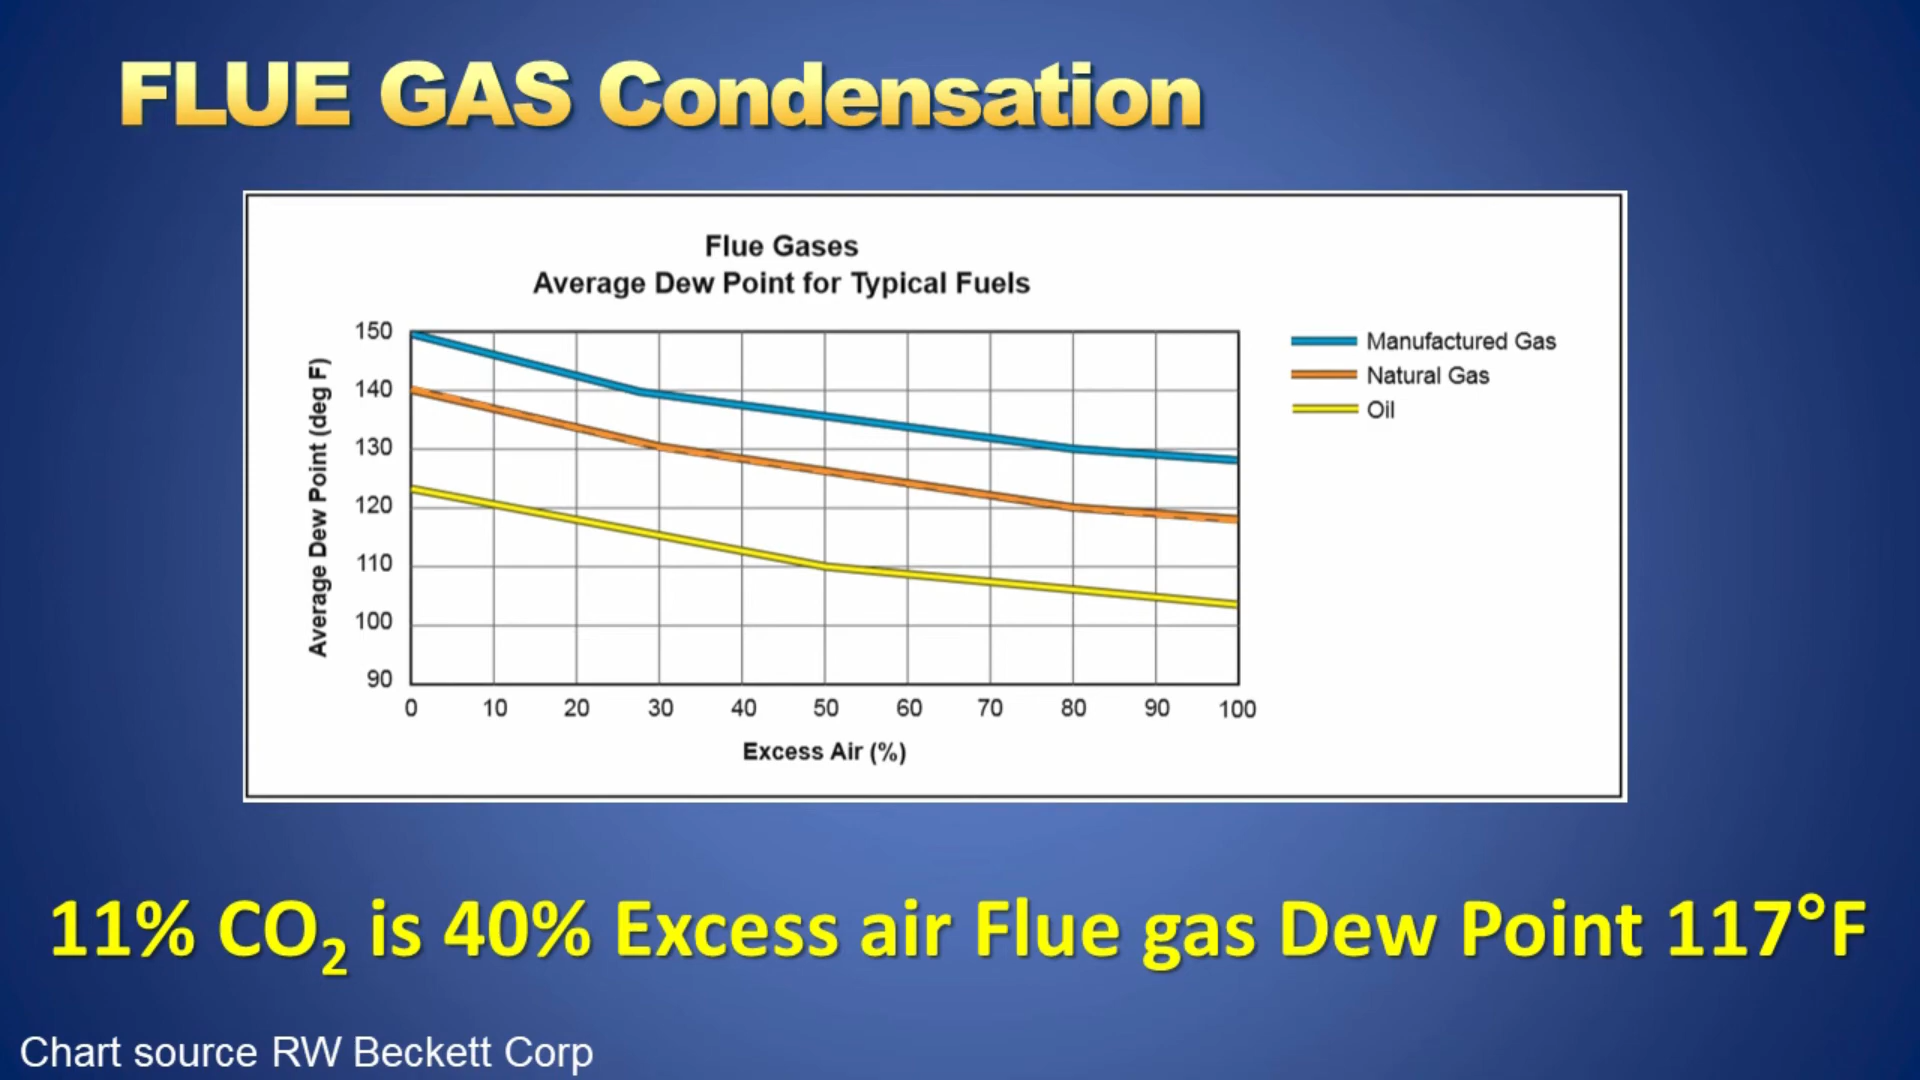 FLUE GAS Condensation
Flue Gases
Average Dew Point for Typical Fuels
Average Dew Point (deg F)
150
140
130
120
110
100
90
0 10 20 30 40 50 60 70 80 90 100
Excess Air (%)
Manufactured Gas
Natural Gas
Oil
11% CO₂ is 40% Excess air Flue gas Dew Point 117°F
Chart source RW Beckett Corp